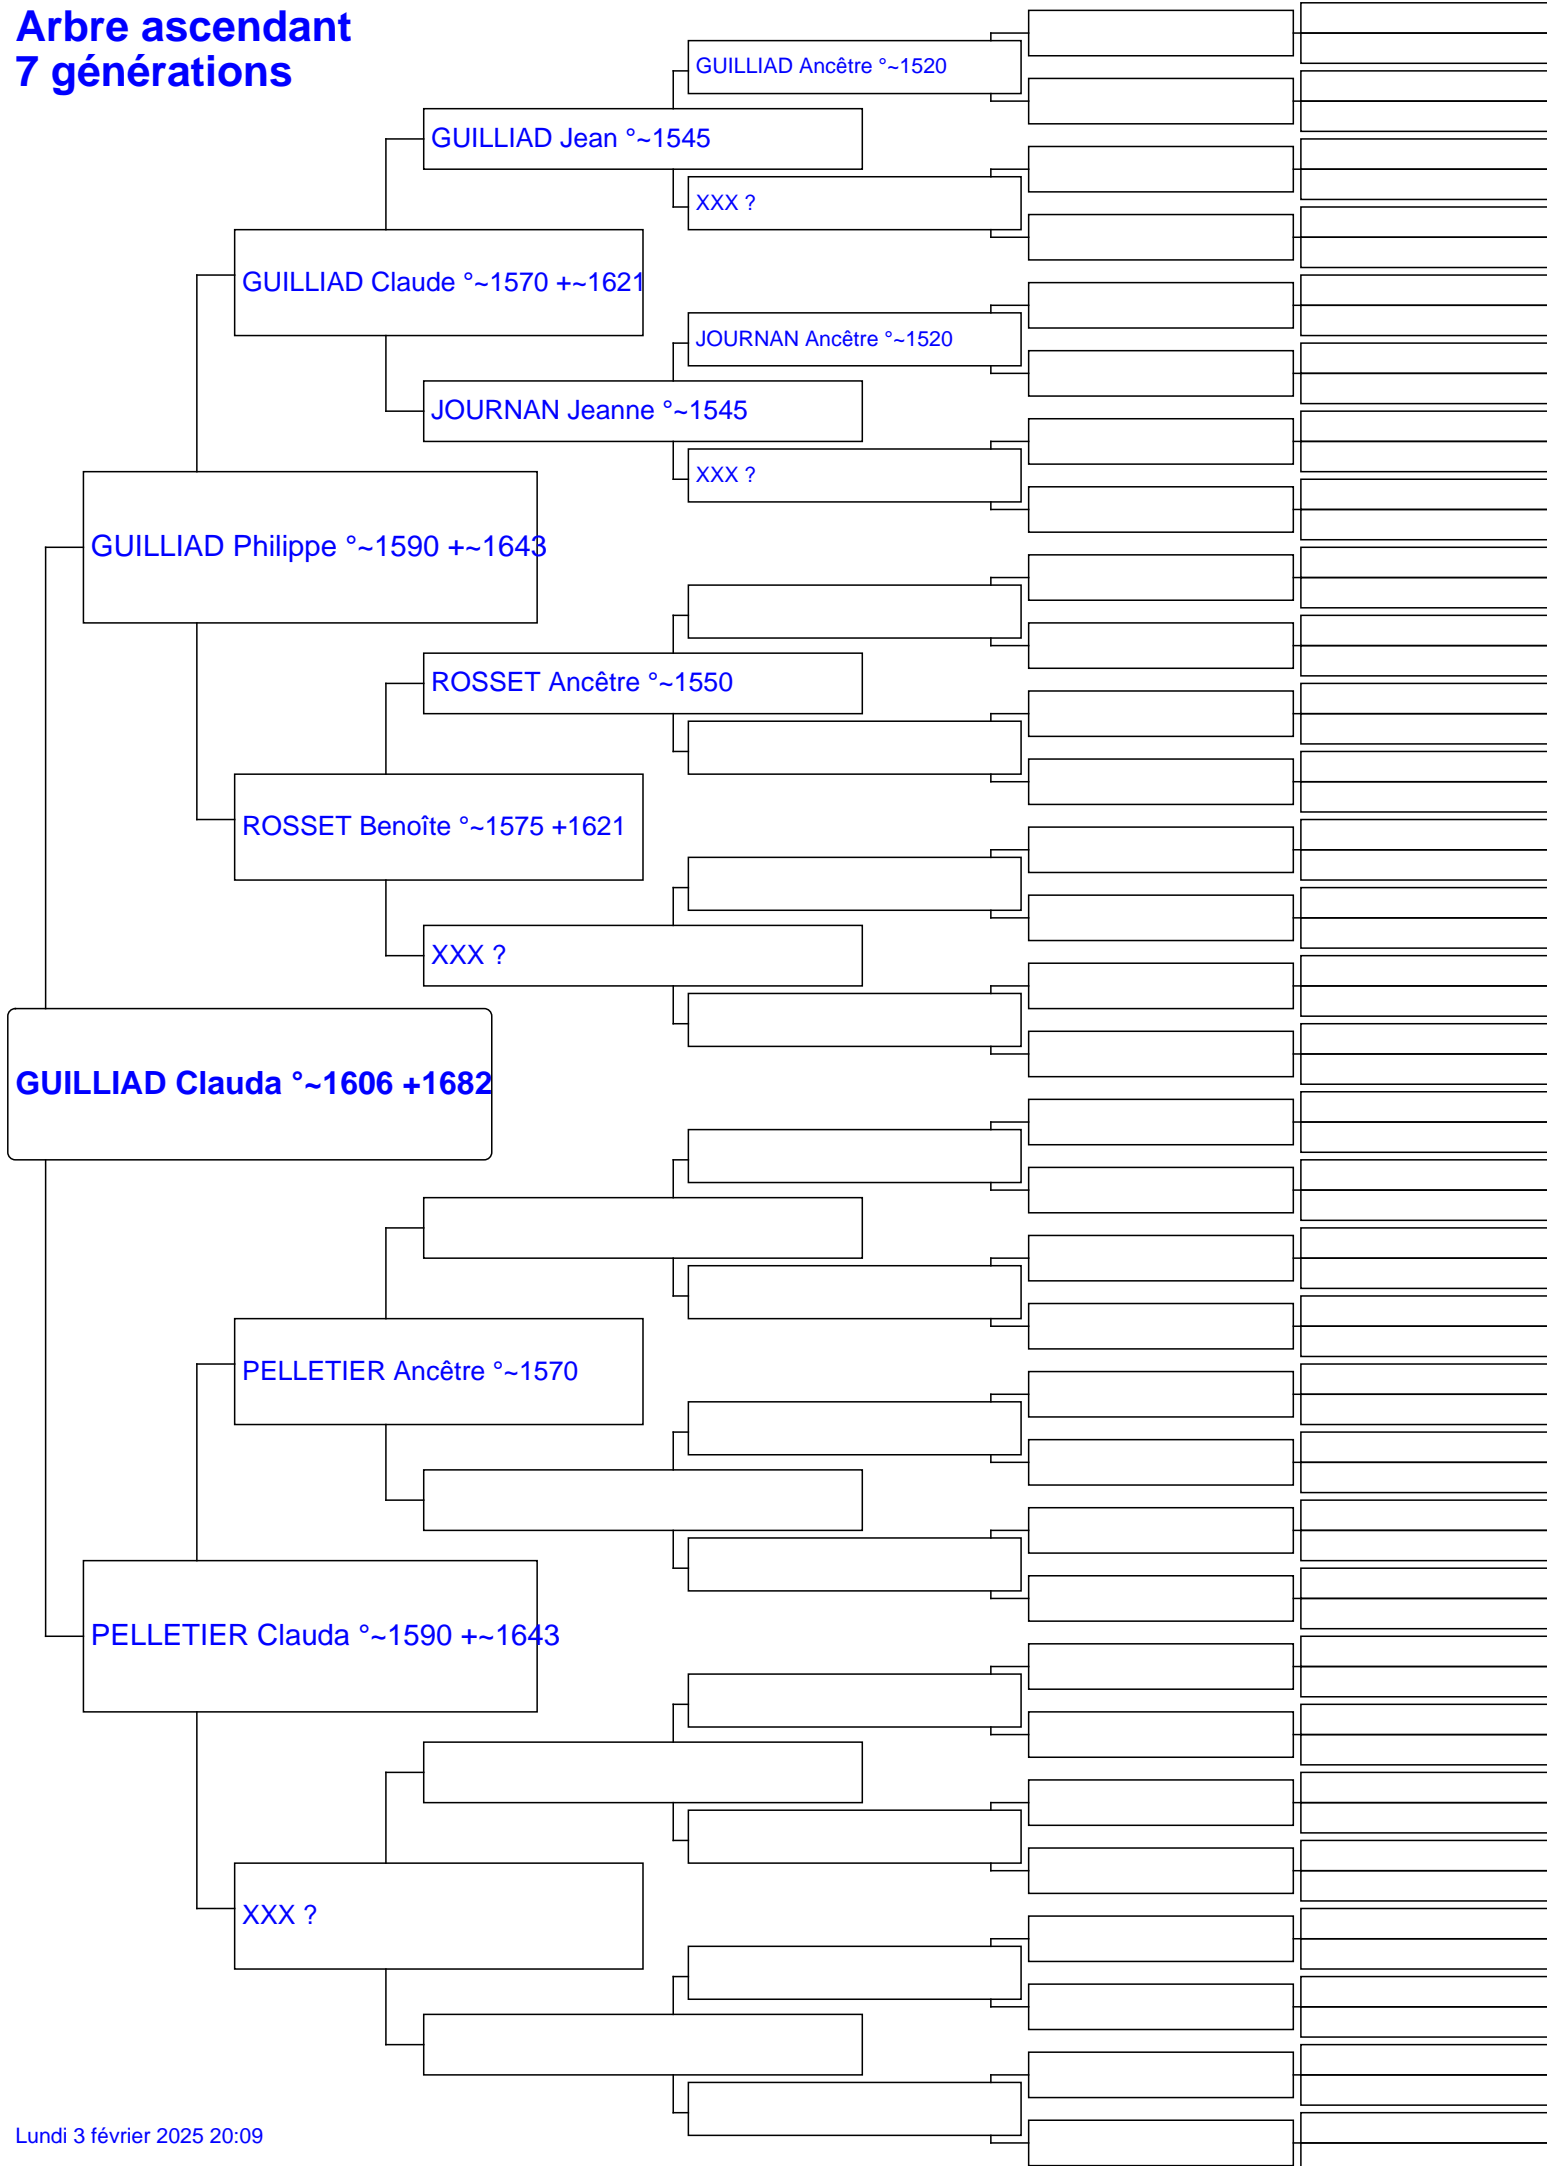 Arbre ascendant
7 générations
GUILLIAD Ancêtre °~1520
GUILLIAD Jean °~1545
XXX ?
GUILLIAD Claude °~1570 +~1621
JOURNAN Ancêtre °~1520
JOURNAN Jeanne °~1545
XXX ?
GUILLIAD Philippe °~1590 +~1643
ROSSET Ancêtre °~1550
ROSSET Benoîte °~1575 +1621
XXX ?
GUILLIAD Clauda °~1606 +1682
PELLETIER Ancêtre °~1570
PELLETIER Clauda °~1590 +~1643
XXX ?
Lundi 3 février 2025 20:09